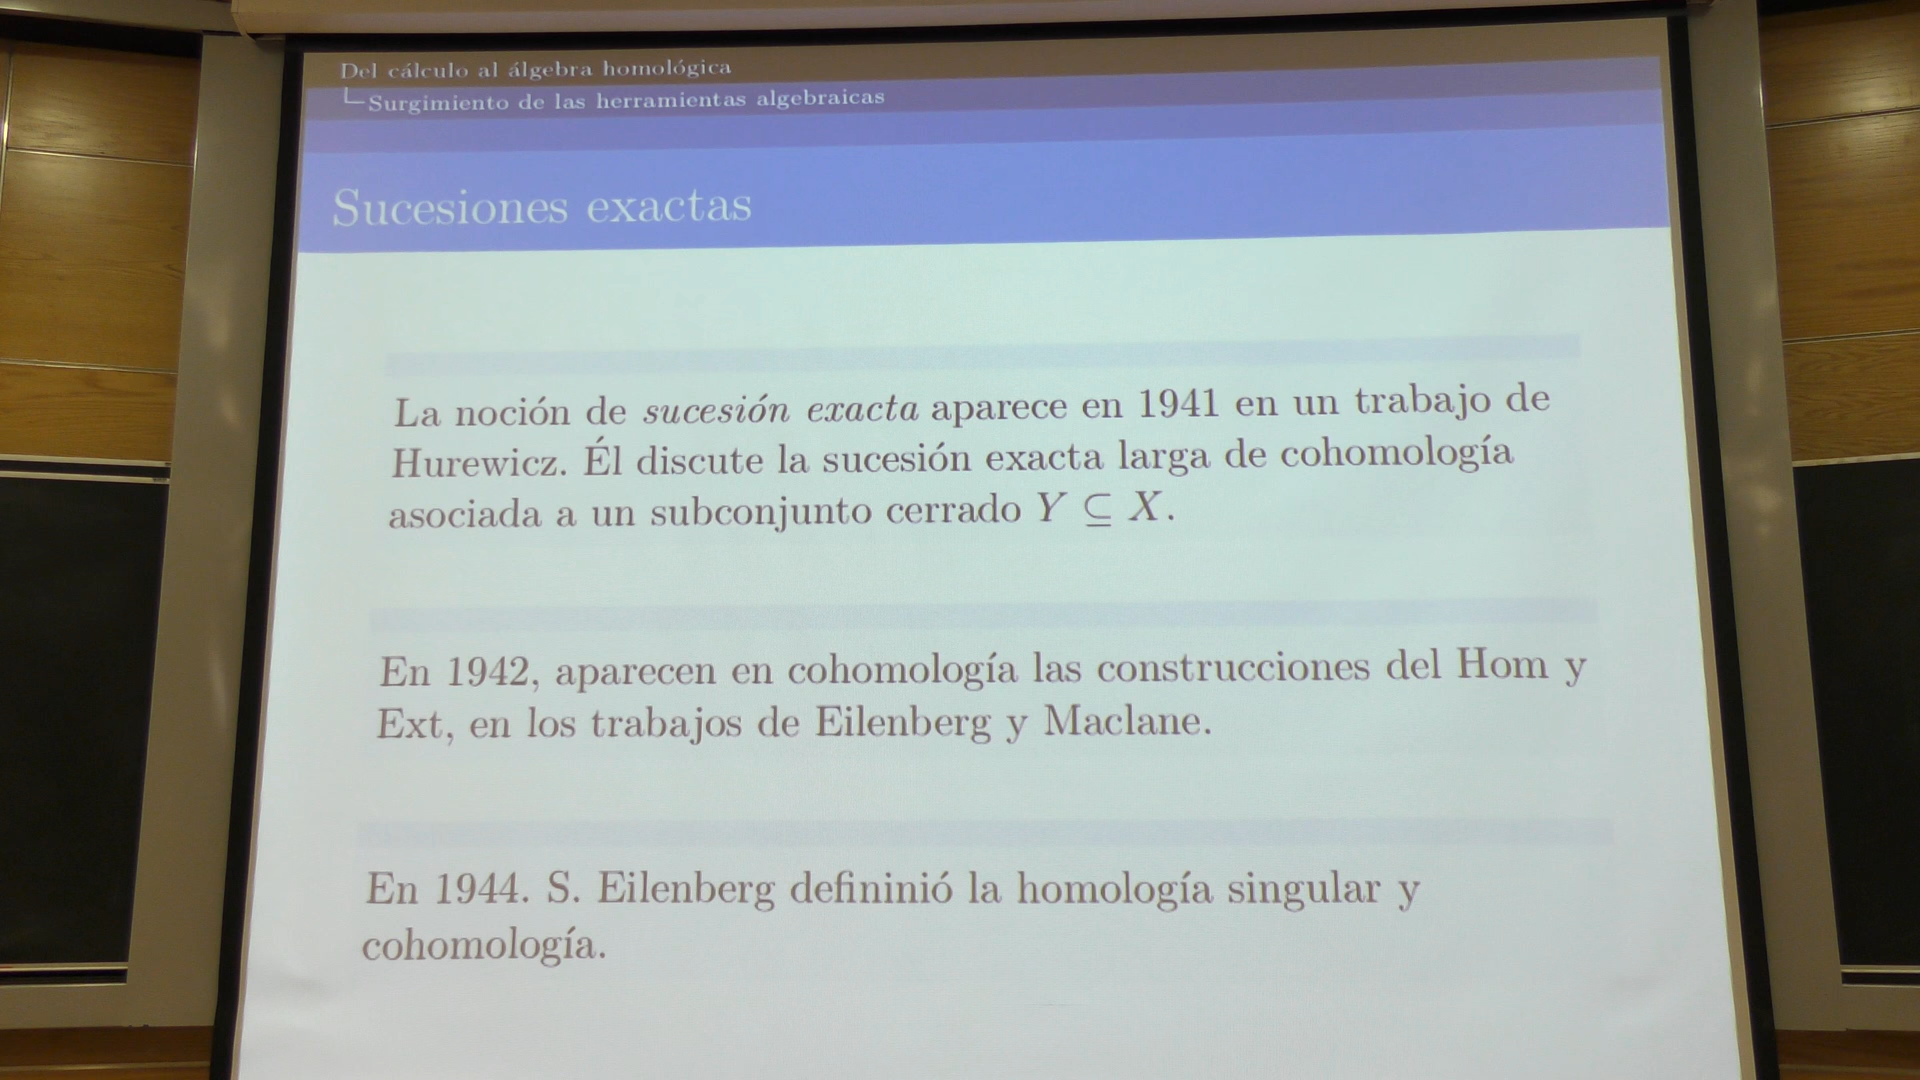 Del cálculo al álgebra homológica
Surgimiento de las herramientas algebraicas
Sucesiones exactas
La noción de sucesión exacta aparece en 1941 en un trabajo de
Hurewicz. Él discute la sucesión exacta larga de cohomología
asociada a un subconjunto cerrado Y ⊆ X.
En 1942, aparecen en cohomología las construcciones del Hom y
Ext, en los trabajos de Eilenberg y Maclane.
En 1944. S. Eilenberg defininió la homología singular y
cohomología.